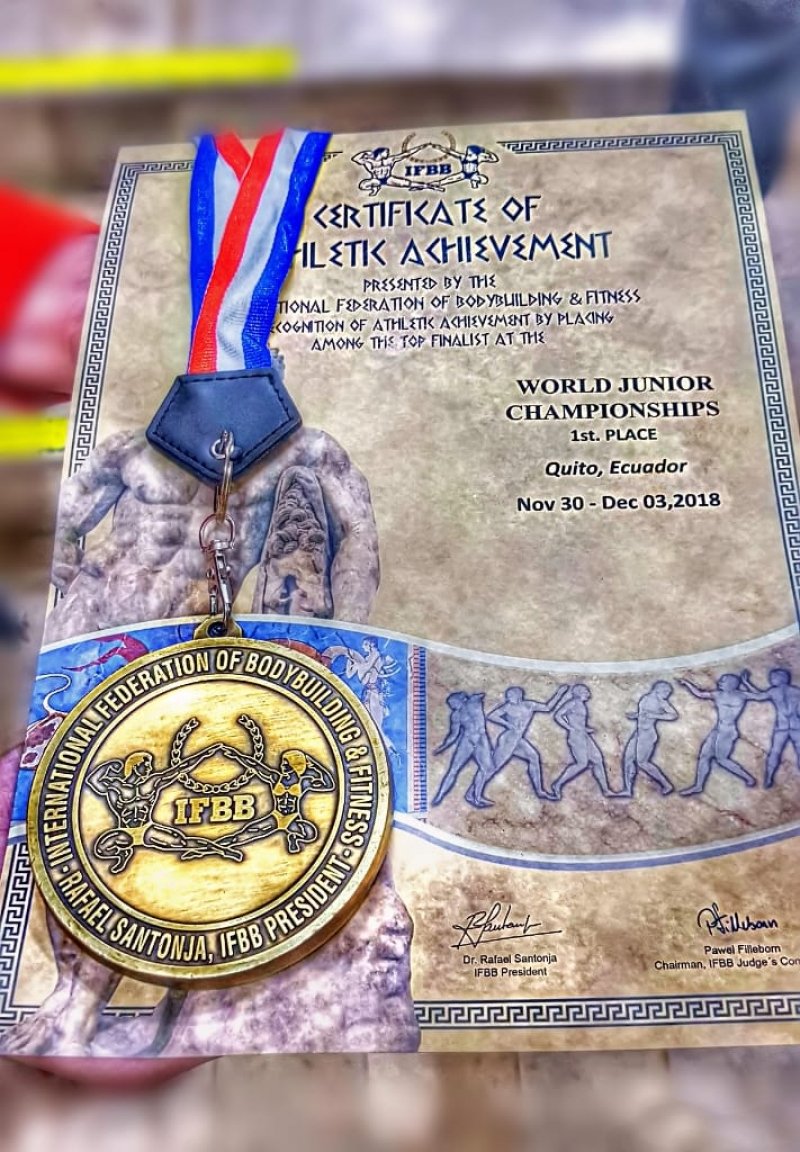 IFBB
CERTIFICATE OF
HLETIC ACHIEVEMENT
PRESENTED BY THE
TIONAL FEDERATION OF BODYBUILDING & FITNESS
ECOGNITION OF ATHLETIC ACHIEVEMENT BY PLACING
AMONG THE TOP FINALIST AT THE
WORLD JUNIOR
CHAMPIONSHIPS
1st. PLACE
Quito, Ecuador
Nov 30 - Dec 03,2018
INTERNATIONAL FEDERATION OF BODYBUILDING & FITNESS
IFBB
RAFAEL SANTONJA, IFBB PRESIDENT
Dr. Rafael Santonja
IFBB President
Pawel Filleborn
Chairman, IFBB Judge´s Com